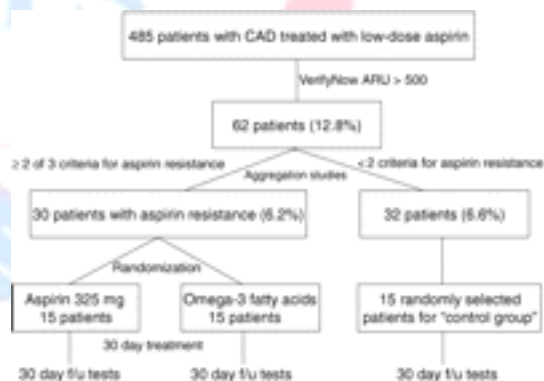 485 patients with CAD treated with low-dose aspirin
VerifyNow ARU > 500
62 patients (12.8%)
≥ 2 of 3 criteria for aspirin resistance
< 2 criteria for aspirin resistance
Aggregation studies
30 patients with aspirin resistance (6.2%)
32 patients (6.6%)
Randomization
Aspirin 325 mg
15 patients
Omega-3 fatty acids
15 patients
15 randomly selected
patients for "control group"
30 day treatment
30 day f/u tests
30 day f/u tests
30 day f/u tests